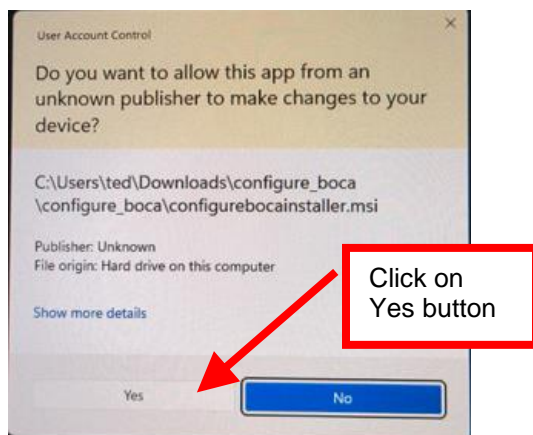 User Account Control
Do you want to allow this app from an
unknown publisher to make changes to your
device?
C:\Users\ted\Downloads\configure_boca
\configure_boca\configurebocainstaller.msi
Publisher: Unknown
File origin: Hard drive on this computer
Click on
Yes button
Show more details
Yes
No